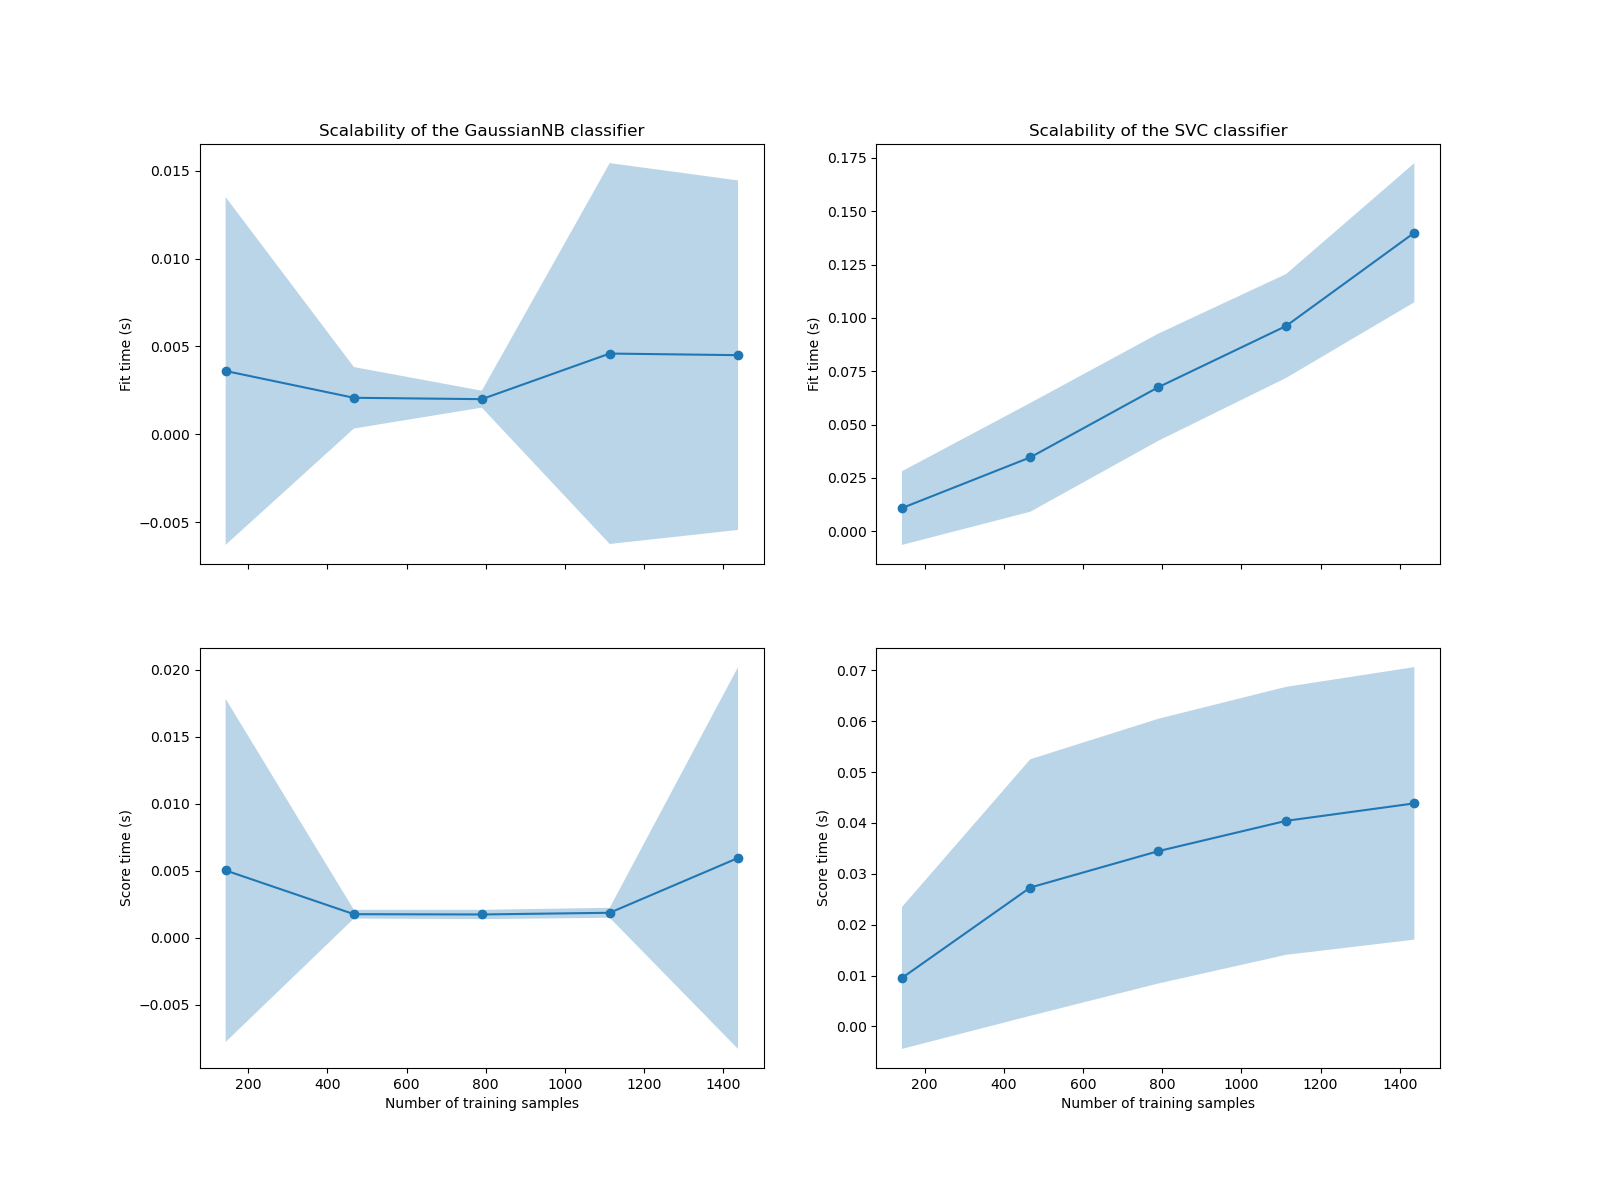 Scalability of the GaussianNB classifier
Fit time (s)
0.015
0.010
0.005
0.000
−0.005
Scalability of the SVC classifier
Fit time (s)
0.175
0.150
0.125
0.100
0.075
0.050
0.025
0.000
Score time (s)
0.020
0.015
0.010
0.005
0.000
−0.005
200 400 600 800 1000 1200 1400
Number of training samples
Score time (s)
0.07
0.06
0.05
0.04
0.03
0.02
0.01
0.00
200 400 600 800 1000 1200 1400
Number of training samples